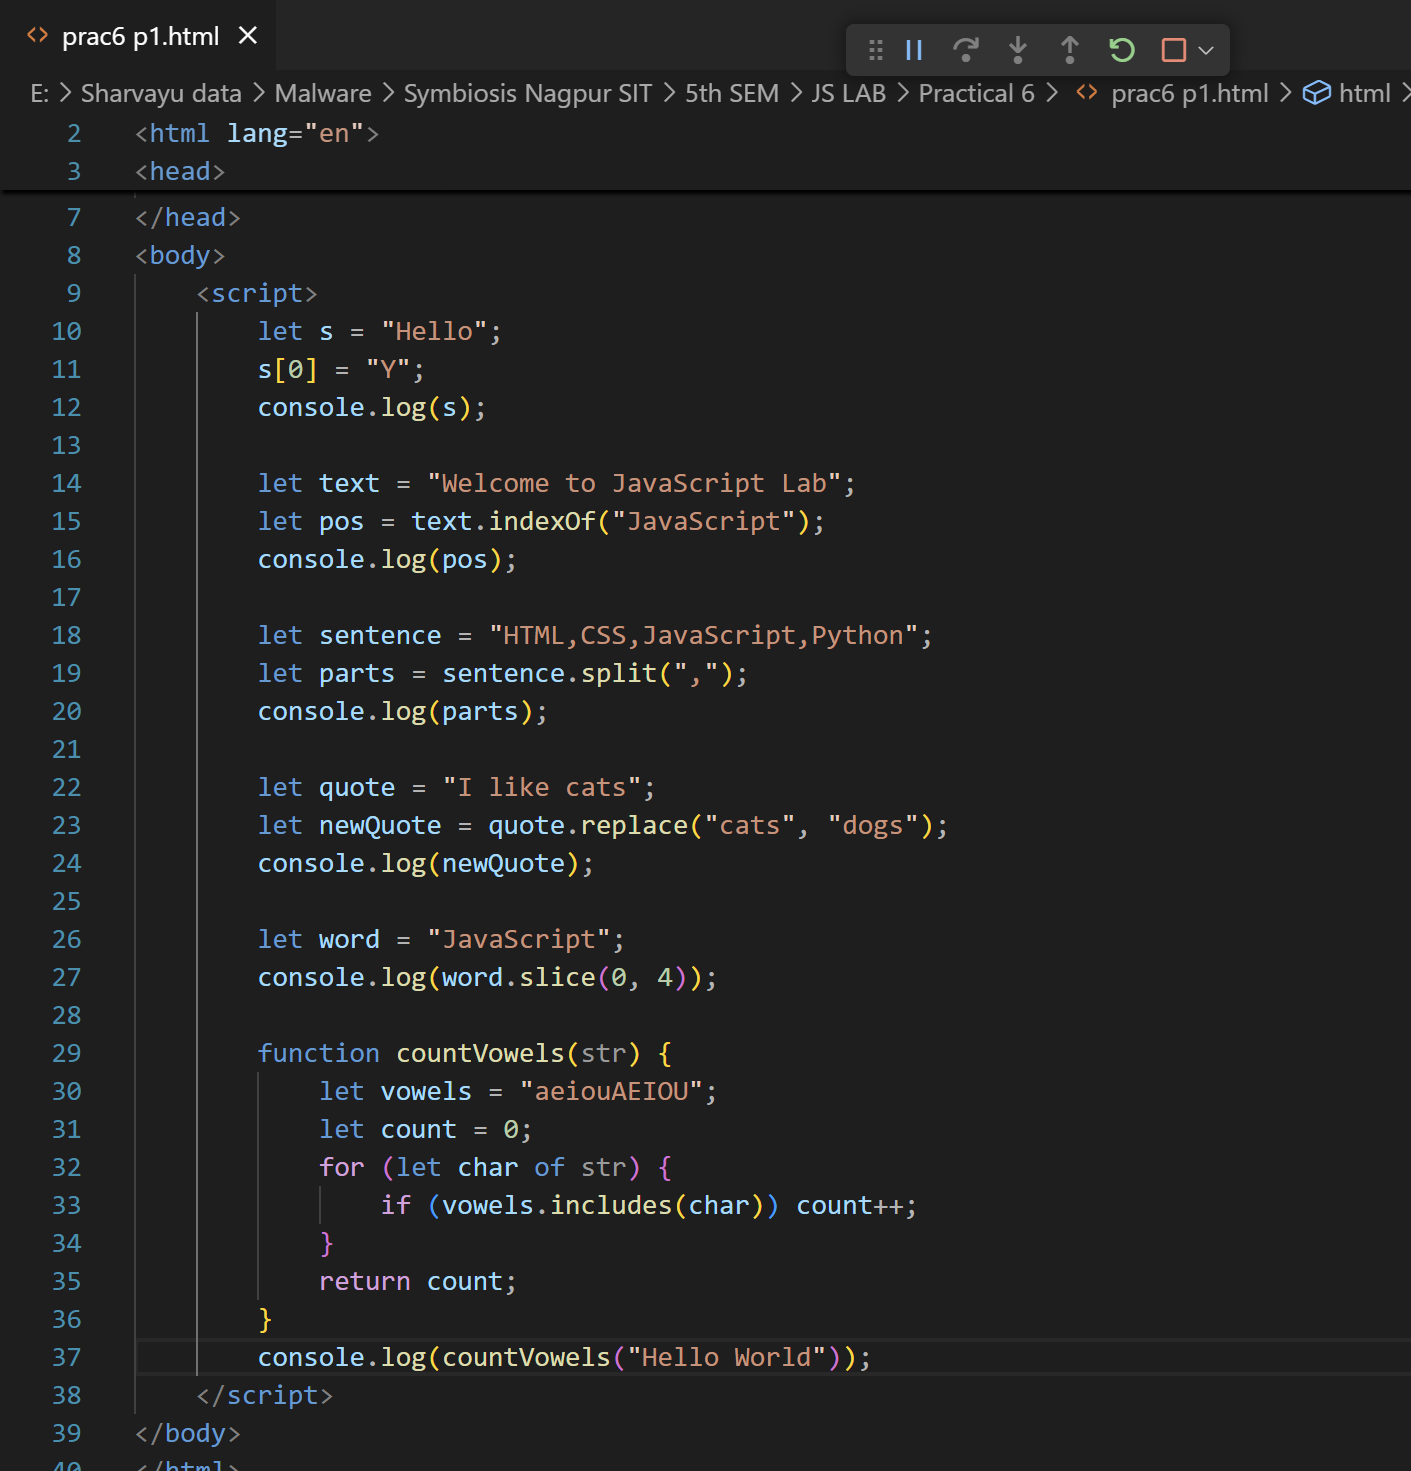 prac6 p1.html
E: > Sharvayu data > Malware > Symbiosis Nagpur SIT > 5th SEM > JS LAB > Practical 6 > prac6 p1.html > html >
2 <html lang="en">
3 <head>
7 </head>
8 <body>
9 <script>
10 let s = "Hello";
11 s[0] = "Y";
12 console.log(s);
13
14 let text = "Welcome to JavaScript Lab";
15 let pos = text.indexOf("JavaScript");
16 console.log(pos);
17
18 let sentence = "HTML,CSS,JavaScript,Python";
19 let parts = sentence.split(",");
20 console.log(parts);
21
22 let quote = "I like cats";
23 let newQuote = quote.replace("cats", "dogs");
24 console.log(newQuote);
25
26 let word = "JavaScript";
27 console.log(word.slice(0, 4));
28
29 function countVowels(str) {
30 let vowels = "aeiouAEIOU";
31 let count = 0;
32 for (let char of str) {
33 if (vowels.includes(char)) count++;
34 }
35 return count;
36 }
37 console.log(countVowels("Hello World"));
38 </script>
39 </body>
40 </html>